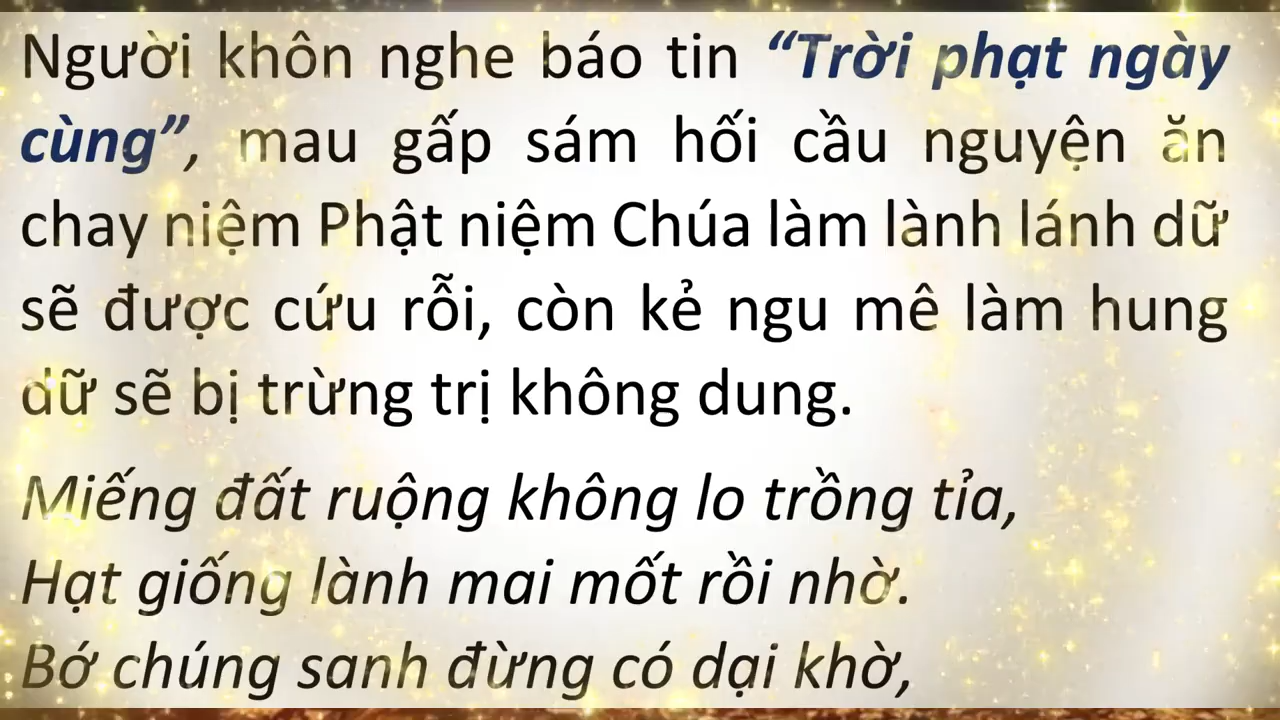 Người khôn nghe báo tin “Trời phạt ngày
cùng”, mau gấp sám hối cầu nguyện ăn
chay niệm Phật niệm Chúa làm lành lánh dữ
sẽ được cứu rỗi, còn kẻ ngu mê làm hung
dữ sẽ bị trừng trị không dung.
Miếng đất ruộng không lo trồng tỉa,
Hạt giống lành mai mốt rồi nhờ.
Bớ chúng sanh đừng có dại khờ,